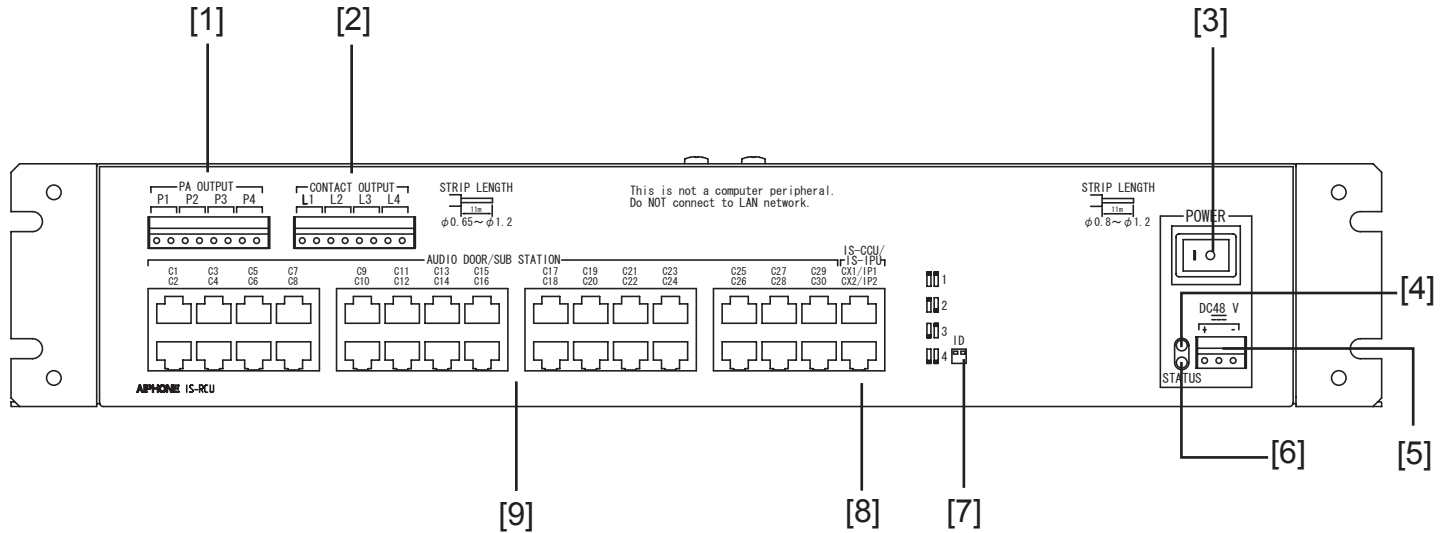 [1] [2] [3]
PA OUTPUT
P1 P2 P3 P4
CONTACT OUTPUT
L1 L2 L3 L4
STRIP LENGTH
11m
φ0.65~φ1.2
This is not a computer peripheral.
Do NOT connect to LAN network.
STRIP LENGTH
11m
φ0.8~φ1.2
POWER
I
AUDIO DOOR/SUB STATION
IS-CCU/
IS-IPU
C1 C3 C5 C7 C9 C11 C13 C15 C17 C19 C21 C23 C25 C27 C29 CX1/IP1
C2 C4 C6 C8 C10 C12 C14 C16 C18 C20 C22 C24 C26 C28 C30 CX2/IP2
1
2
3
4
ID
[4]
DC48 V
+ -
STATUS
AIPHONE IS-RCU
[6] [5]
[9] [8] [7]